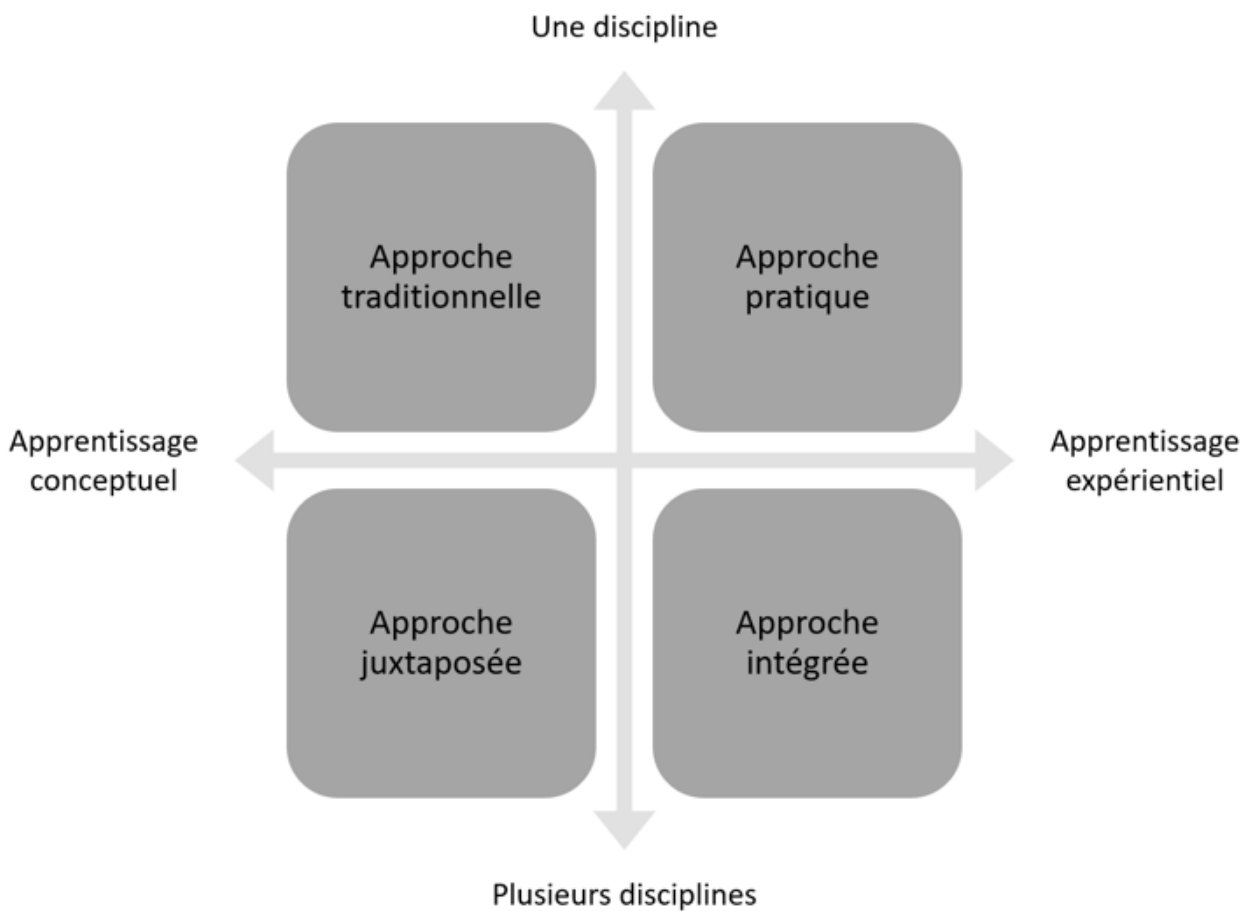 Une discipline
Approche
traditionnelle
Approche
pratique
Apprentissage
conceptuel
Apprentissage
expérientiel
Approche
juxtaposée
Approche
intégrée
Plusieurs disciplines